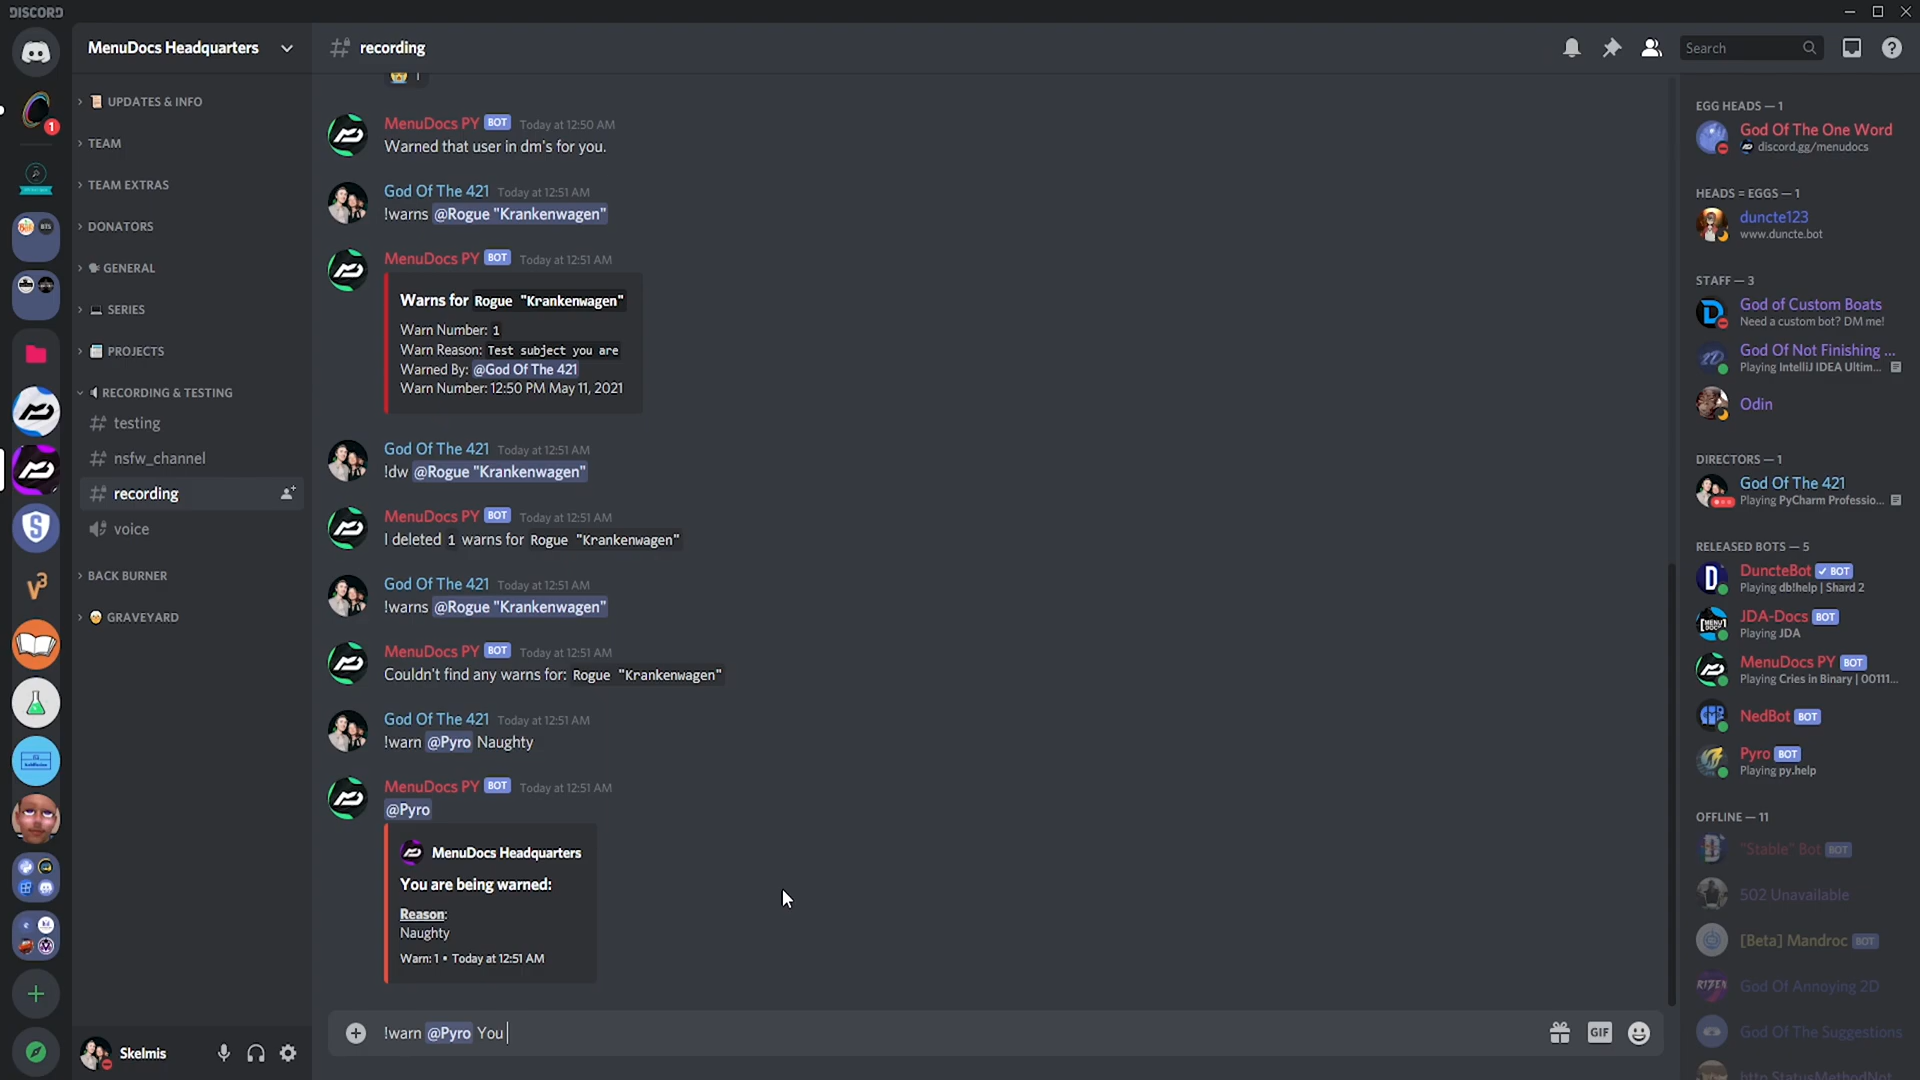 DISCORD
MenuDocs Headquarters
UPDATES & INFO
TEAM
TEAM EXTRAS
DONATORS
GENERAL
SERIES
PROJECTS
RECORDING & TESTING
testing
nsfw_channel
recording
voice
BACK BURNER
GRAVEYARD
Skelmis
1
BTS
recording
Search
1
MenuDocs PY BOT Today at 12:50 AM
Warned that user in dm's for you.
God Of The 421 Today at 12:51 AM
!warns @Rogue "Krankenwagen"
MenuDocs PY BOT Today at 12:51 AM
Warns for Rogue "Krankenwagen"
Warn Number: 1
Warn Reason: Test subject you are
Warned By: @God Of The 421
Warn Number: 12:50 PM May 11, 2021
God Of The 421 Today at 12:51 AM
!dw @Rogue "Krankenwagen"
MenuDocs PY BOT Today at 12:51 AM
I deleted 1 warns for Rogue "Krankenwagen"
God Of The 421 Today at 12:51 AM
!warns @Rogue "Krankenwagen"
MenuDocs PY BOT Today at 12:51 AM
Couldn't find any warns for: Rogue "Krankenwagen"
God Of The 421 Today at 12:51 AM
!warn @Pyro Naughty
MenuDocs PY BOT Today at 12:51 AM
@Pyro
MenuDocs Headquarters
You are being warned:
Reason:
Naughty
Warn: 1 • Today at 12:51 AM
!warn @Pyro You
GIF
EGG HEADS — 1
God Of The One Word
discord.gg/menudocs
HEADS = EGGS — 1
duncte123
www.duncte.bot
STAFF — 3
God of Custom Boats
Need a custom bot? DM me!
God Of Not Finishing ...
Playing IntelliJ IDEA Ultim...
Odin
DIRECTORS — 1
God Of The 421
Playing PyCharm Professio...
RELEASED BOTS — 5
DuncteBot ✓ BOT
Playing db!help | Shard 2
JDA-Docs BOT
Playing JDA
MenuDocs PY BOT
Playing Cries in Binary | 00111...
NedBot BOT
Pyro BOT
Playing py.help
OFFLINE — 11
"Stable" Bot BOT
502 Unavailable
[Beta] Mandroc BOT
God Of Annoying 2D
God Of The Suggestions